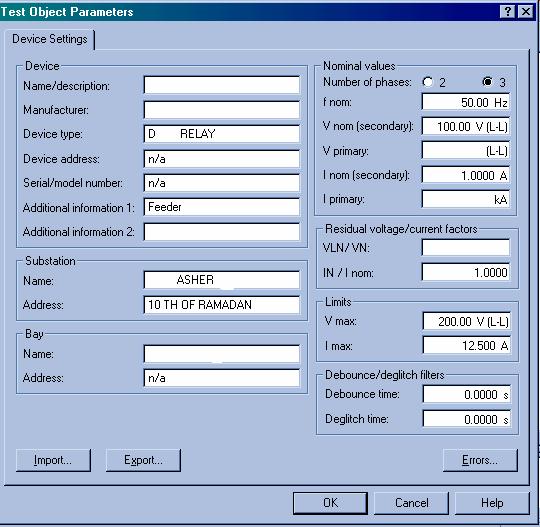 Test Object Parameters
Device Settings
Device
Name/description:
Manufacturer:
Device type: D RELAY
Device address: n/a
Serial/model number: n/a
Additional information 1: Feeder
Additional information 2:
Substation
Name: ASHER
Address: 10 TH OF RAMADAN
Bay
Name:
Address: n/a
Nominal values
Number of phases: 2 3
f nom: 50.00 Hz
V nom (secondary): 100.00 V (L-L)
V primary: (L-L)
I nom (secondary): 1.0000 A
I primary: kA
Residual voltage/current factors
VLN / VN:
IN / I nom: 1.0000
Limits
V max: 200.00 V (L-L)
I max: 12.500 A
Debounce/deglitch filters
Debounce time: 0.0000 s
Deglitch time: 0.0000 s
Import... Export... Errors...
OK Cancel Help